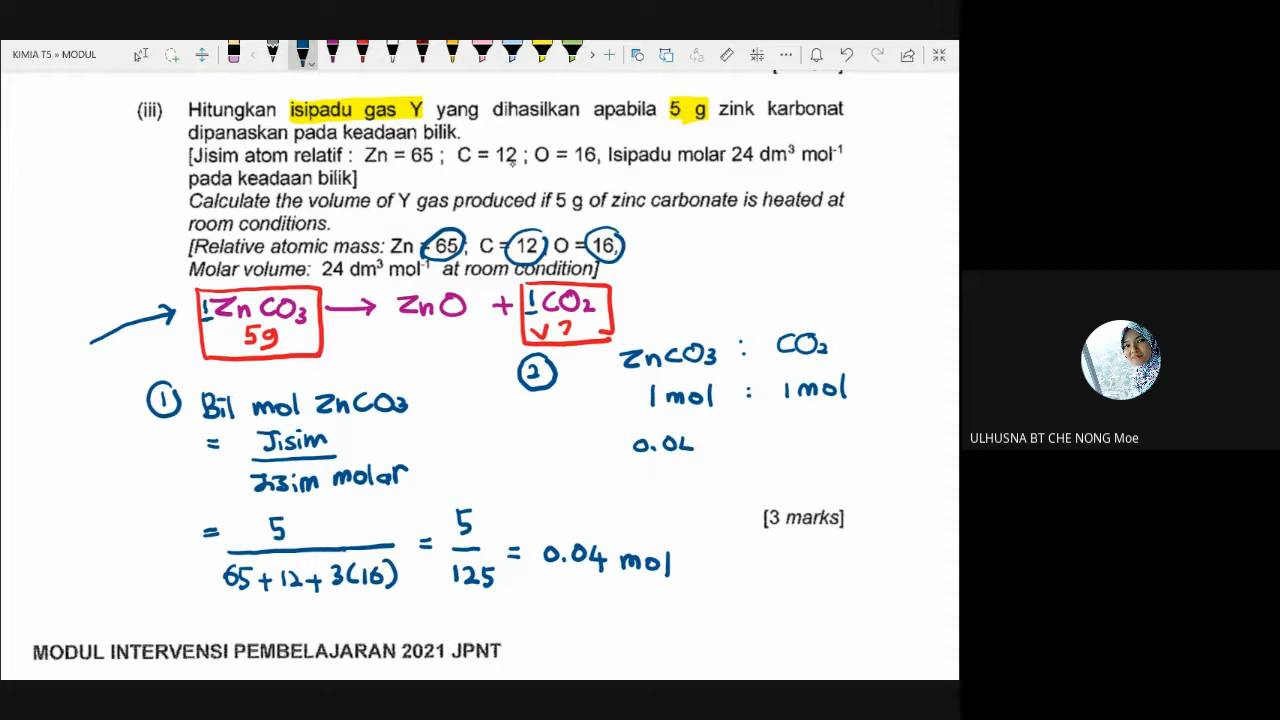 KIMIA T5 » MODUL
(iii) Hitungkan isipadu gas Y yang dihasilkan apabila 5 g zink karbonat
dipanaskan pada keadaan bilik.
[Jisim atom relatif : Zn = 65 ; C = 12 ; O = 16, Isipadu molar 24 dm³ mol⁻¹
pada keadaan bilik]
Calculate the volume of Y gas produced if 5 g of zinc carbonate is heated at
room conditions.
[Relative atomic mass: Zn = 65; C = 12 O = 16,
Molar volume: 24 dm³ mol⁻¹ at room condition]
1 ZnCO₃ → ZnO + 1 CO₂
5g V ?
② ZnCO₃ : CO₂
1 mol : 1 mol
① Bil mol ZnCO₃
= Jisim
Jisim molar
0.04
= 5 = 5 = 0.04 mol
65 + 12 + 3(16) 125
[3 marks]
MODUL INTERVENSI PEMBELAJARAN 2021 JPNT
ULHUSNA BT CHE NONG Moe